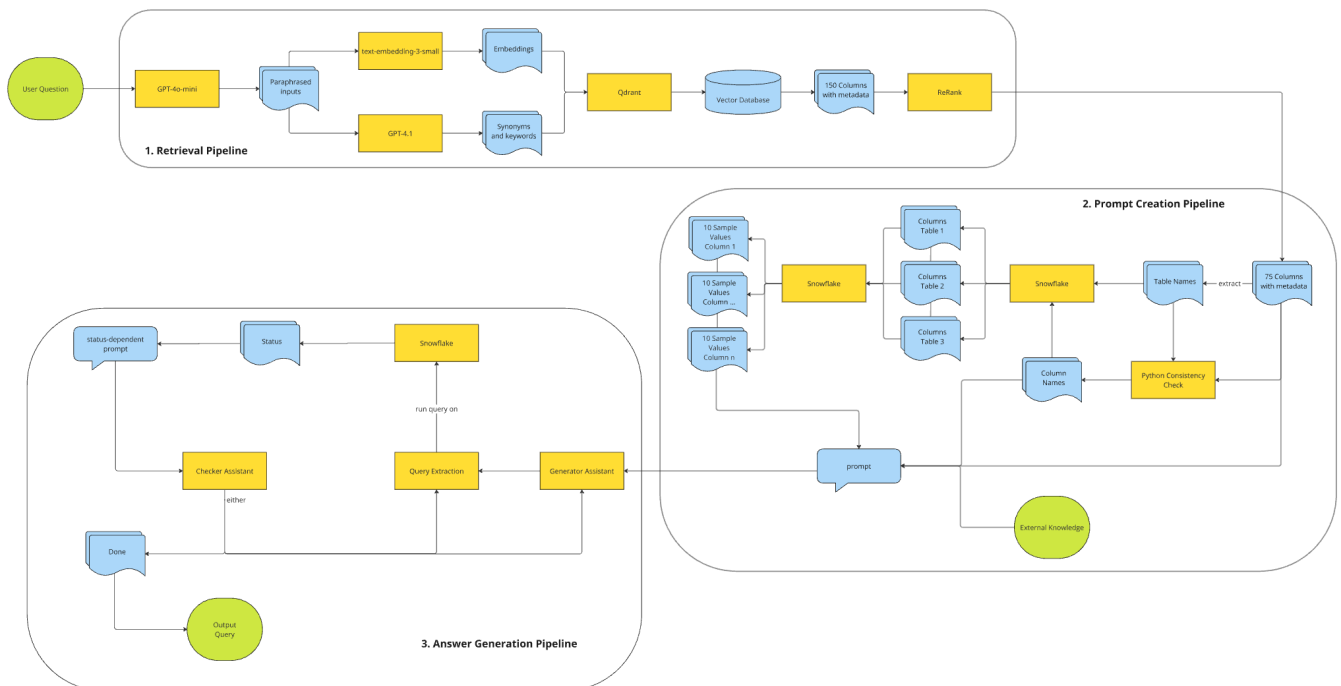 User Question
GPT-4o-mini
Paraphrased
inputs
text-embedding-3-small
Embeddings
GPT-4.1
Synonyms
and keywords
Qdrant
Vector Database
150 Columns
with metadata
ReRank
1. Retrieval Pipeline
2. Prompt Creation Pipeline
75 Columns
with metadata
extract
Table Names
Snowflake
Columns
Table 1
Columns
Table 2
Columns
Table 3
Snowflake
10 Sample
Values
Column 1
10 Sample
Values
Column ...
10 Sample
Values
Column n
Python Consistency
Check
Column
Names
prompt
External Knowledge
Generator Assistant
Query Extraction
run query on
Snowflake
Status
status-dependent
prompt
Checker Assistant
either
Done
Output
Query
3. Answer Generation Pipeline